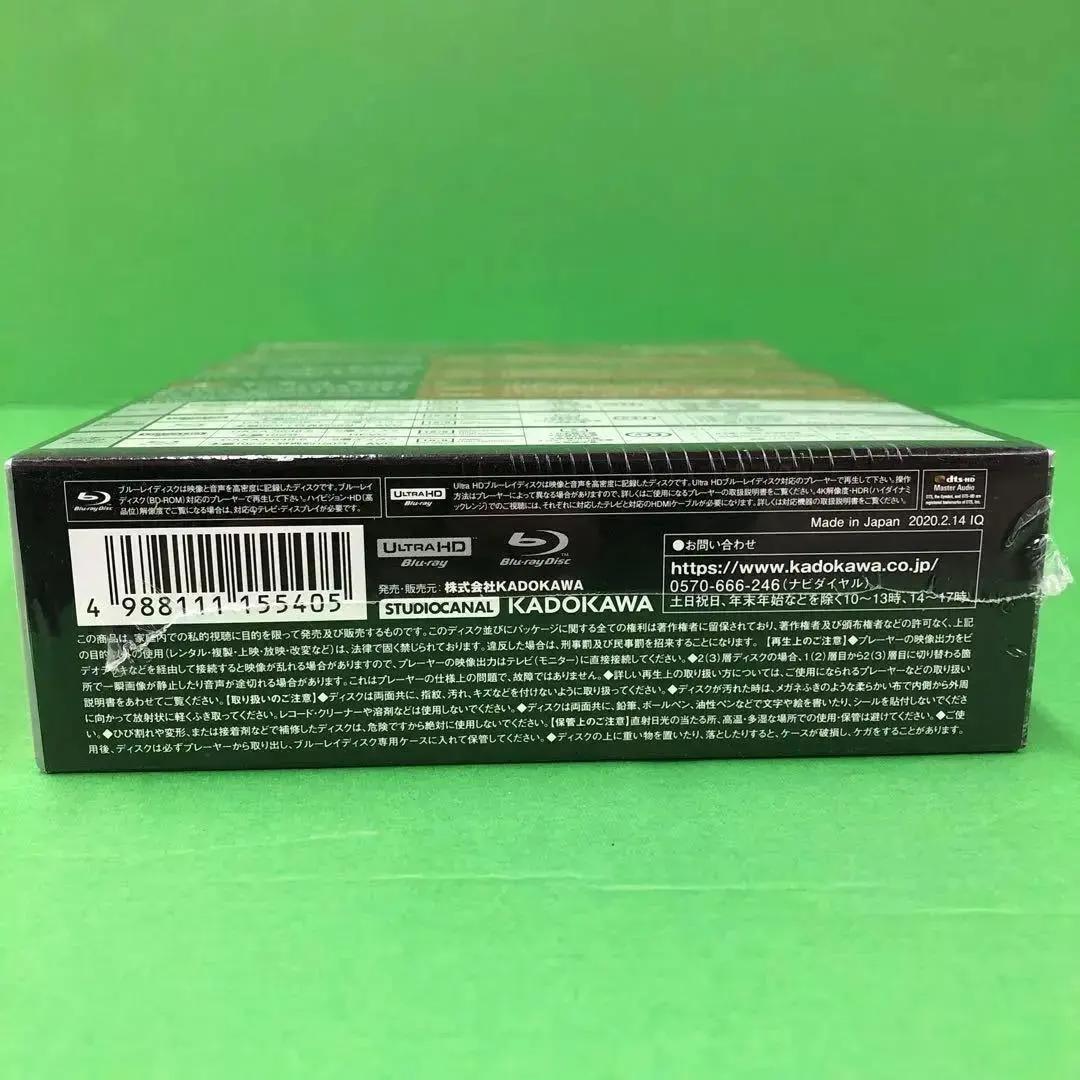 Blu-ray Disc
ブルーレイディスクは映像と音声を高密度に記録したディスクです。ブルーレイ
ディスク(BD-ROM)対応のプレーヤーで再生して下さい。ハイビジョン・HD(高
品位)解像度でご覧になる場合は、対応のテレビ・ディスプレイが必要です。
ULTRA HD
Blu-ray
Ultra HDブルーレイディスクは映像と音声を高密度に記録したディスクです。Ultra HDブルーレイディスク対応のプレーヤーで再生して下さい。操作
方法はプレーヤーによって異なる場合がありますので、詳しくはご使用になるプレーヤーの取扱説明書をご覧ください。4K解像度・HDR(ハイダイナミ
ックレンジ)でのご視聴には、それぞれに対応したテレビと対応のHDMIケーブルが必要になります。詳しくは対応機器の取扱説明書をご覧ください。
dts-HD
Master Audio
Made in Japan 2020.2.14 IQ
4 988111 155405
ULTRA HD
Blu-ray
Blu-ray Disc
TM
発売・販売元:株式会社KADOKAWA
STUDIOCANAL KADOKAWA
●お問い合わせ
https://www.kadokawa.co.jp/
0570-666-246(ナビダイヤル)
土日祝日、年末年始などを除く10〜13時、14〜17時
この商品は、家庭内での私的視聴に目的を限って発売及び販売するものです。このディスク並びにパッケージに関する全ての権利は著作権者に留保されており、著作権者及び頒布権者などの許可なく、上記
の目的以外の使用(レンタル・複製・上映・放映・改変など)は、法律で固く禁じられております。違反した場合は、刑事罰及び民事罰を招来することになります。【再生上のご注意】◆プレーヤーの映像出力をビ
デオデッキなどを経由して接続すると映像が乱れる場合がありますので、プレーヤーの映像出力はテレビ(モニター)に直接接続してください。◆2(3)層ディスクの場合、1(2)層目から2(3)層目に切り替わる箇
所で一瞬画像が静止したり音声が途切れる場合があります。これはプレーヤーの仕様上の問題で、故障ではありません。◆詳しい再生上の取り扱い方については、ご使用になられるプレーヤーなどの取り扱い
説明書をあわせてご覧ください。【取り扱いのご注意】◆ディスクは両面共に、指紋、汚れ、キズなどを付けないように取り扱ってください。◆ディスクが汚れた時は、メガネふきのような柔らかい布で内側から外周
に向かって放射状に軽くふき取ってください。レコード・クリーナーや溶剤などは使用しないでください。◆ディスクは両面共に、鉛筆、ボールペン、油性ペンなどで文字や絵を書いたり、シールを貼付しないでくださ
い。◆ひび割れや変形、または接着剤などで補修したディスクは、危険ですから絶対に使用しないでください。【保管上のご注意】直射日光の当たる所、高温・多湿な場所での使用・保管は避けてください。◆ご使
用後、ディスクは必ずプレーヤーから取り出し、ブルーレイディスク専用ケースに入れて保管してください。◆ディスクの上に重い物を置いたり、落としたりすると、ケースが破損し、ケガをすることがあります。